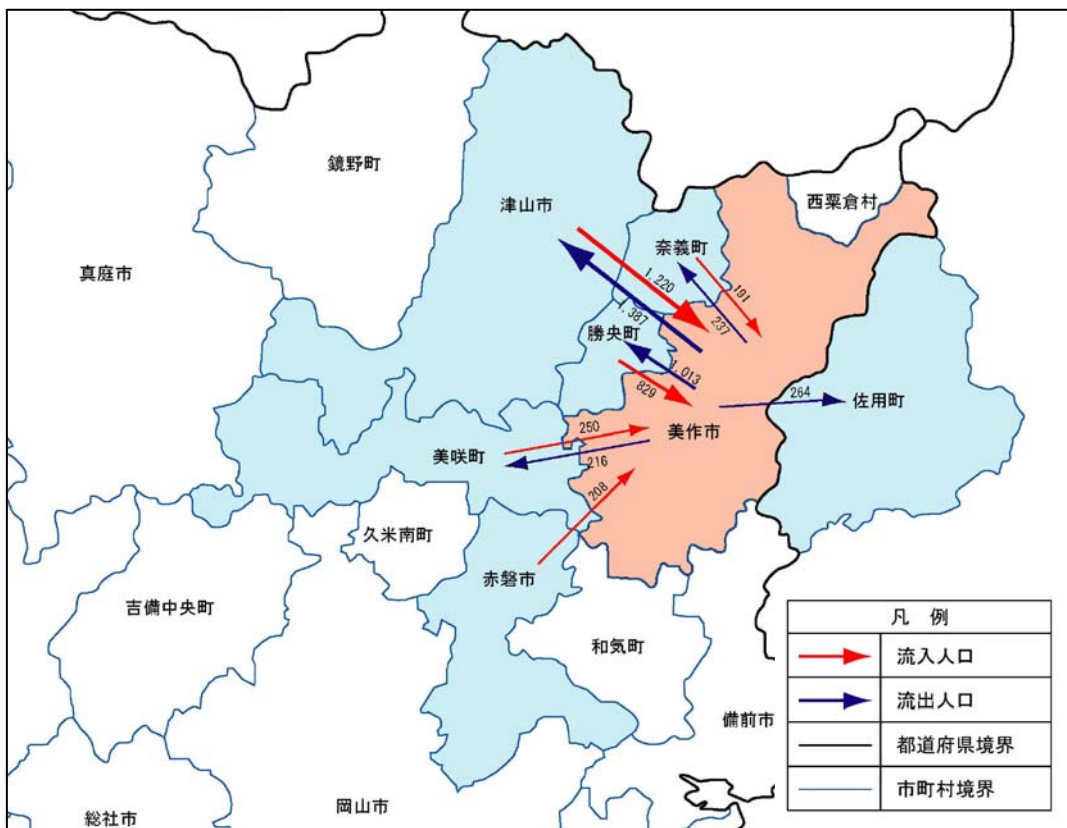 鏡野町
西粟倉村
津山市
奈義町
真庭市
1,220
191
1,387
237
勝央町
1,013
829
264
佐用町
250
美作市
美咲町
216
208
久米南町
赤磐市
吉備中央町
和気町
備前市
岡山市
総社市
凡 例
流入人口
流出人口
都道府県境界
市町村境界